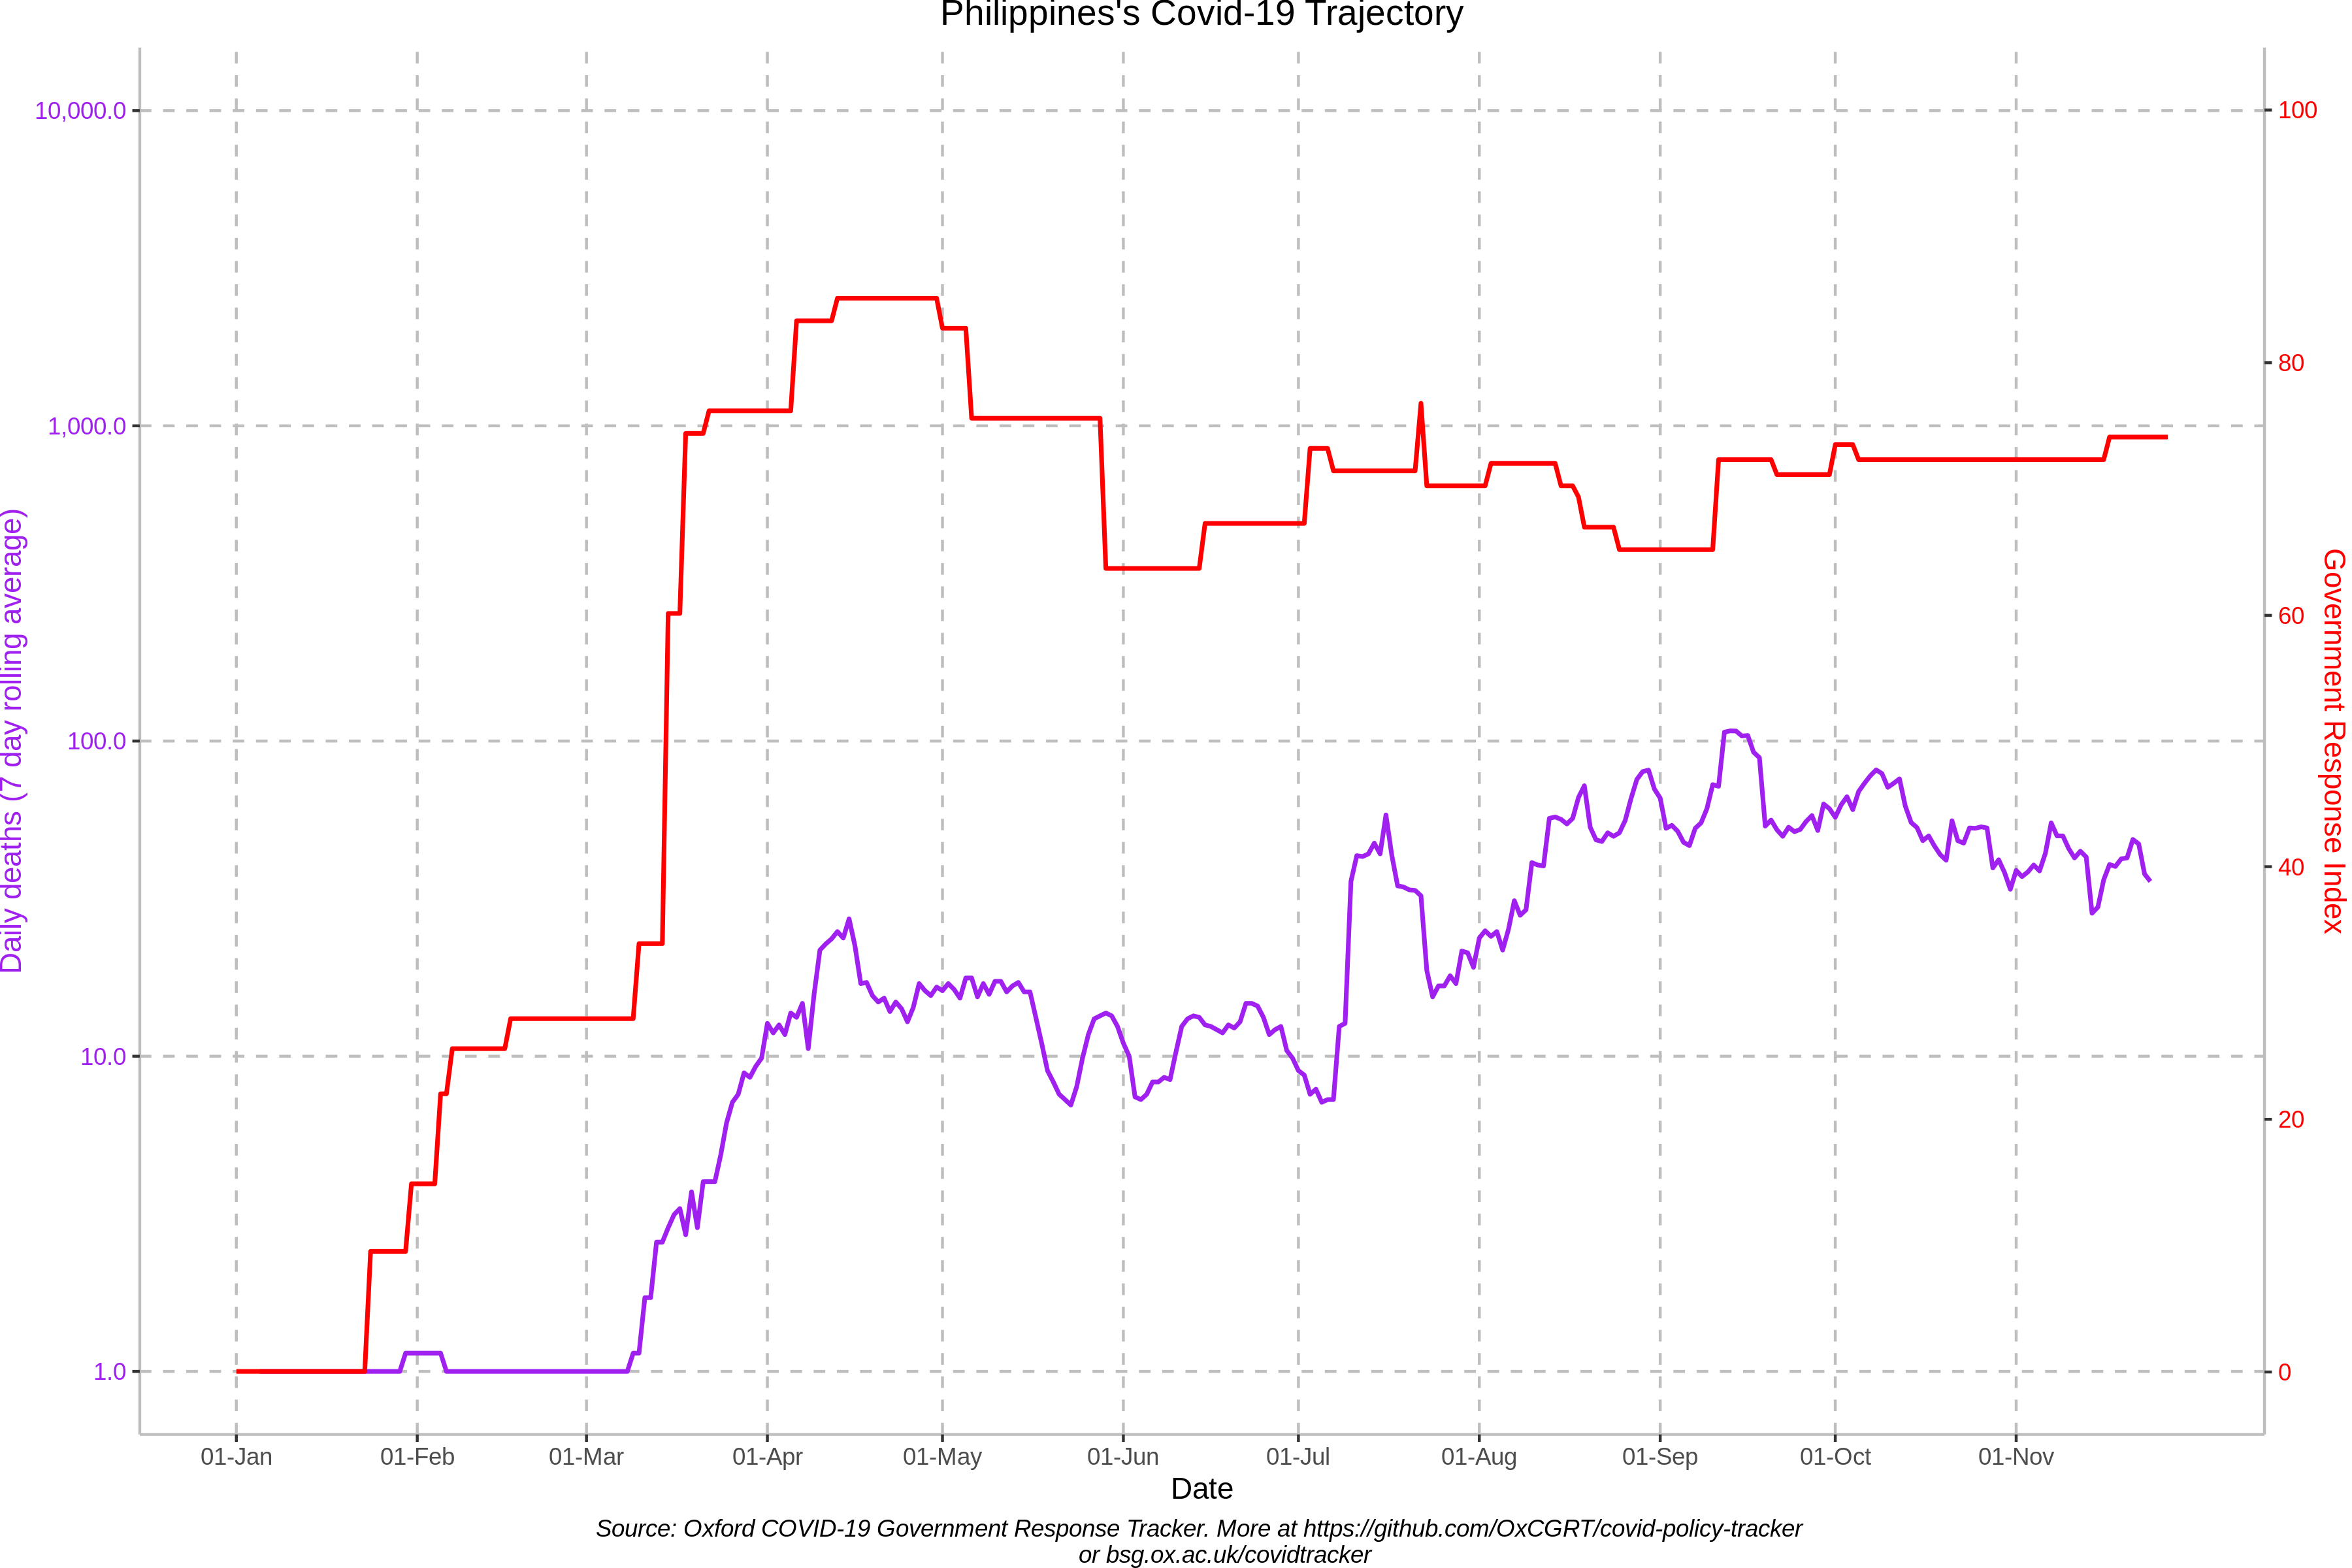 Philippines's Covid-19 Trajectory
10,000.0
1,000.0
100.0
10.0
1.0
Daily deaths (7 day rolling average)
100
80
60
40
20
0
Government Response Index
01-Jan
01-Feb
01-Mar
01-Apr
01-May
01-Jun
01-Jul
01-Aug
01-Sep
01-Oct
01-Nov
Date
Source: Oxford COVID-19 Government Response Tracker. More at https://github.com/OxCGRT/covid-policy-tracker
or bsg.ox.ac.uk/covidtracker